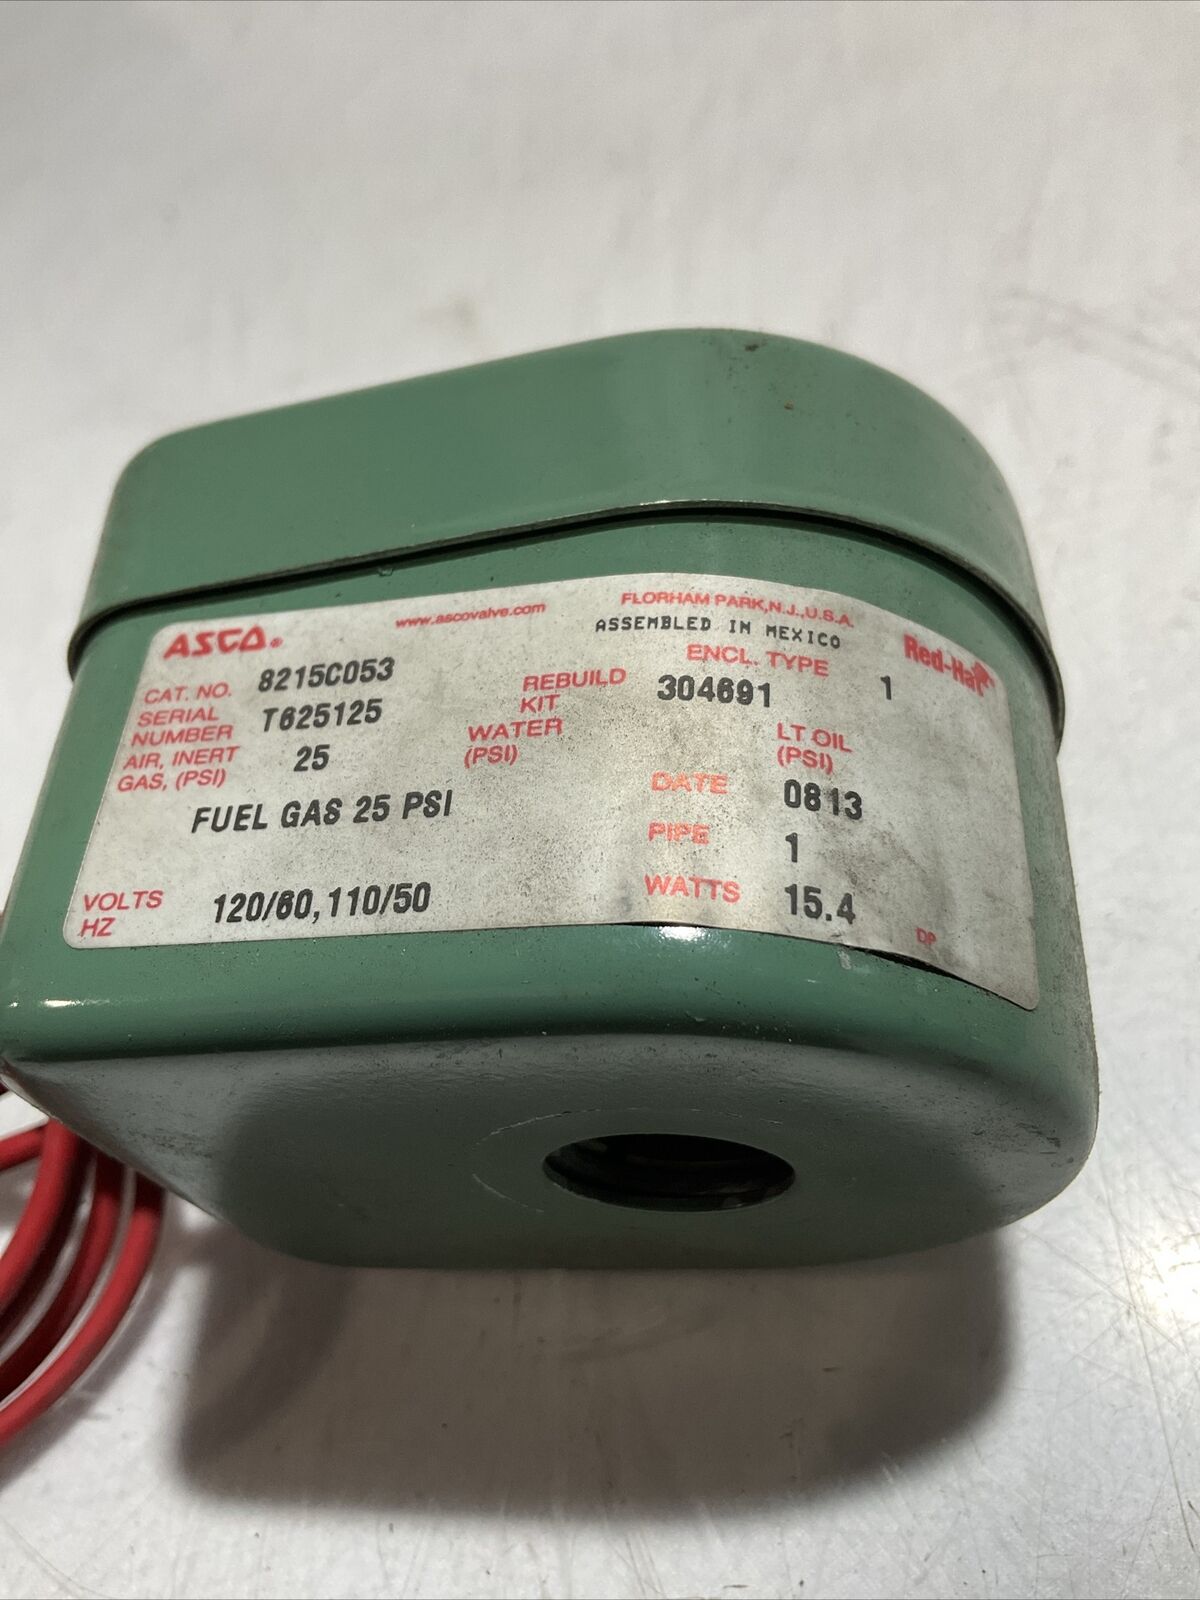 ASCO®
www.ascovalve.com
FLORHAM PARK, N.J., U.S.A.
ASSEMBLED IN MEXICO
Red-Hat
CAT. NO. 8215C053
REBUILD KIT 304691
ENCL. TYPE 1
SERIAL NUMBER T625125
AIR, INERT GAS, (PSI) 25
WATER (PSI)
LT OIL (PSI)
FUEL GAS 25 PSI
DATE 0813
PIPE 1
VOLTS HZ 120/60, 110/50
WATTS 15.4
DP